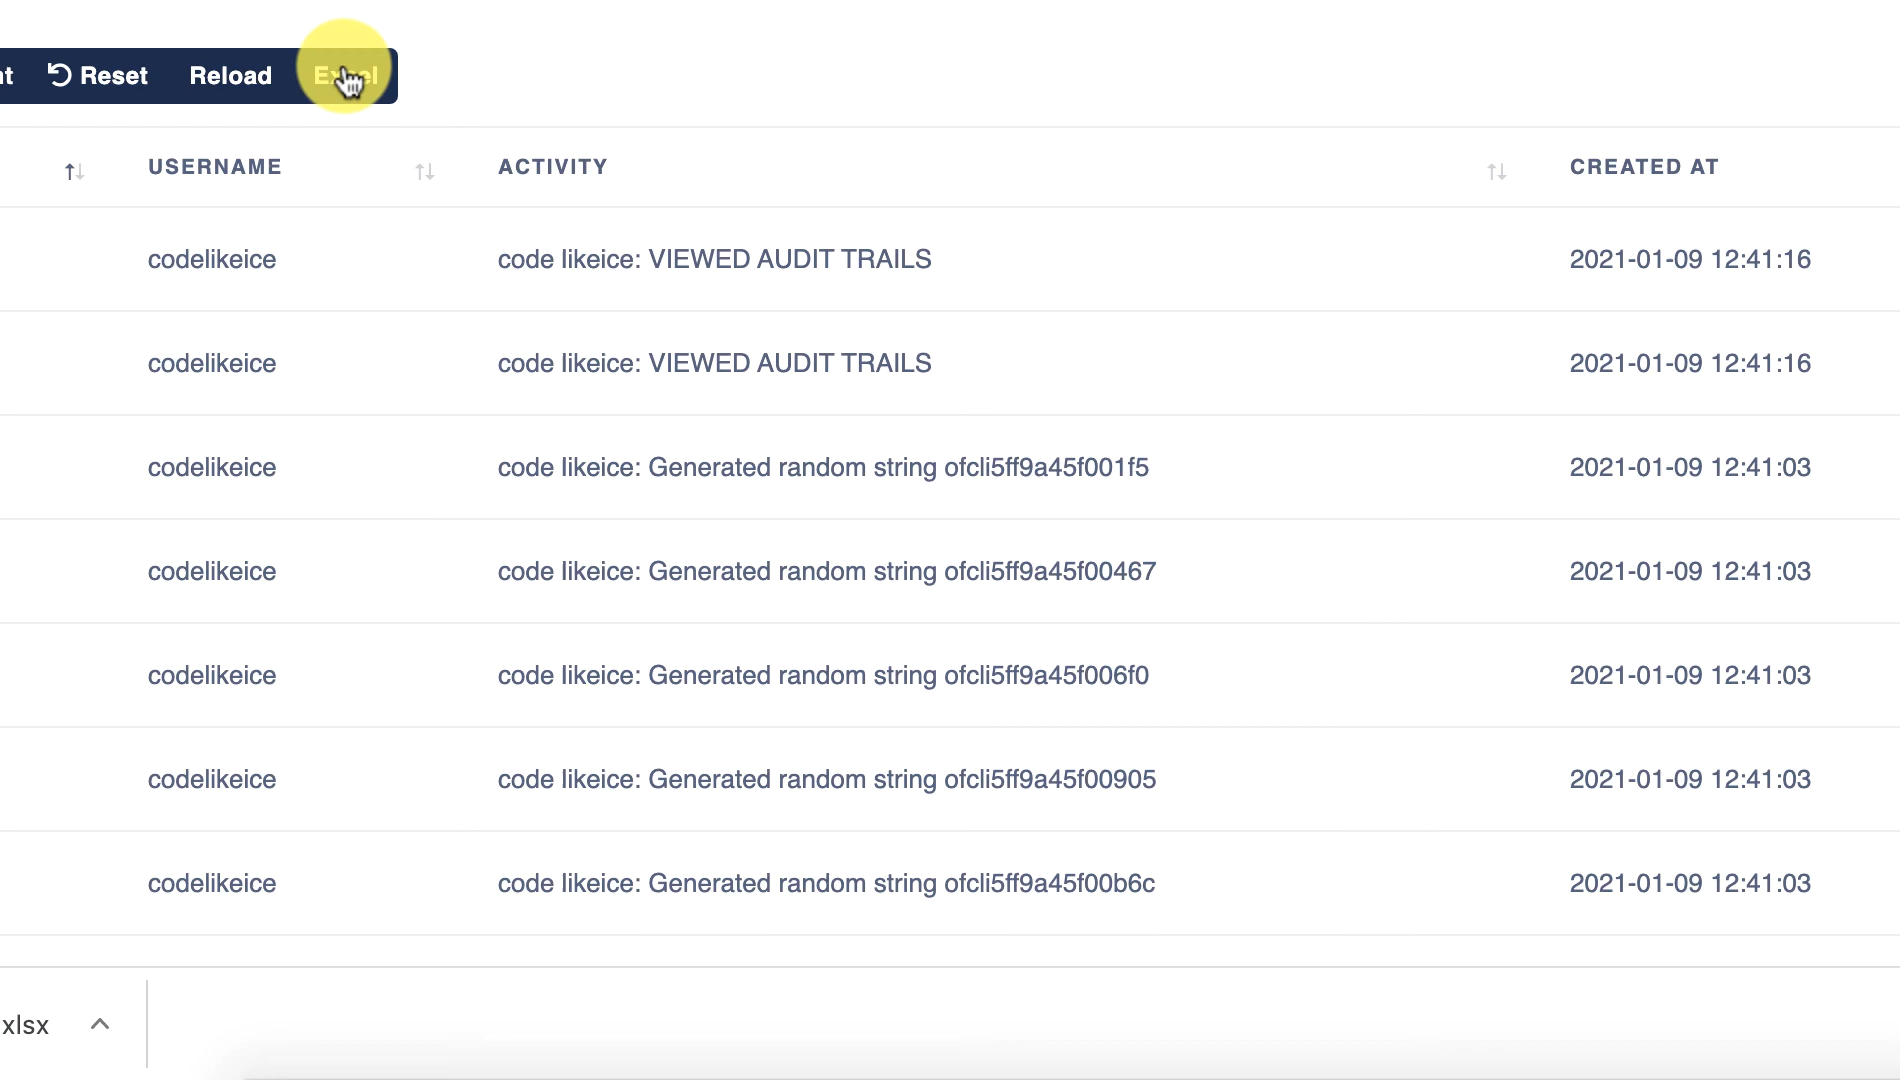 nt Reset Reload Excel
USERNAME ACTIVITY CREATED AT
codelikeice code likeice: VIEWED AUDIT TRAILS 2021-01-09 12:41:16
codelikeice code likeice: VIEWED AUDIT TRAILS 2021-01-09 12:41:16
codelikeice code likeice: Generated random string ofcli5ff9a45f001f5 2021-01-09 12:41:03
codelikeice code likeice: Generated random string ofcli5ff9a45f00467 2021-01-09 12:41:03
codelikeice code likeice: Generated random string ofcli5ff9a45f006f0 2021-01-09 12:41:03
codelikeice code likeice: Generated random string ofcli5ff9a45f00905 2021-01-09 12:41:03
codelikeice code likeice: Generated random string ofcli5ff9a45f00b6c 2021-01-09 12:41:03
xlsx